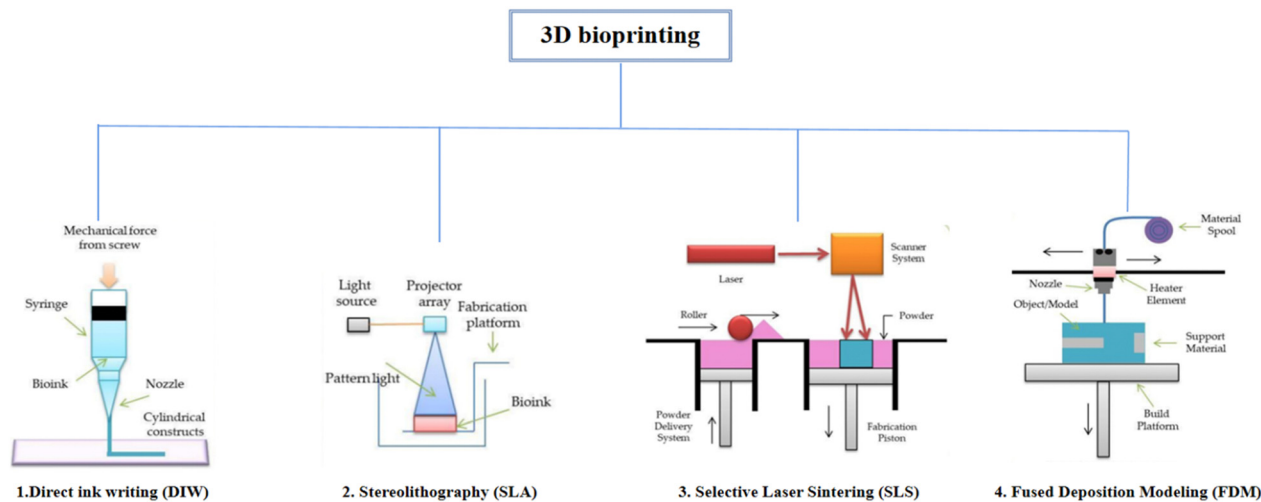 3D bioprinting
Mechanical force
from screw
Syringe
Bioink
Nozzle
Cylindrical
constructs
1.Direct ink writing (DIW)
Light
source
Projector
array
Fabrication
platform
Pattern light
Bioink
2. Stereolithography (SLA)
Laser
Scanner
System
Roller
Powder
Powder
Delivery
System
Fabrication
Piston
3. Selective Laser Sintering (SLS)
Material
Spool
Nozzle
Heater
Element
Object/Model
Support
Material
Build
Platform
4. Fused Deposition Modeling (FDM)